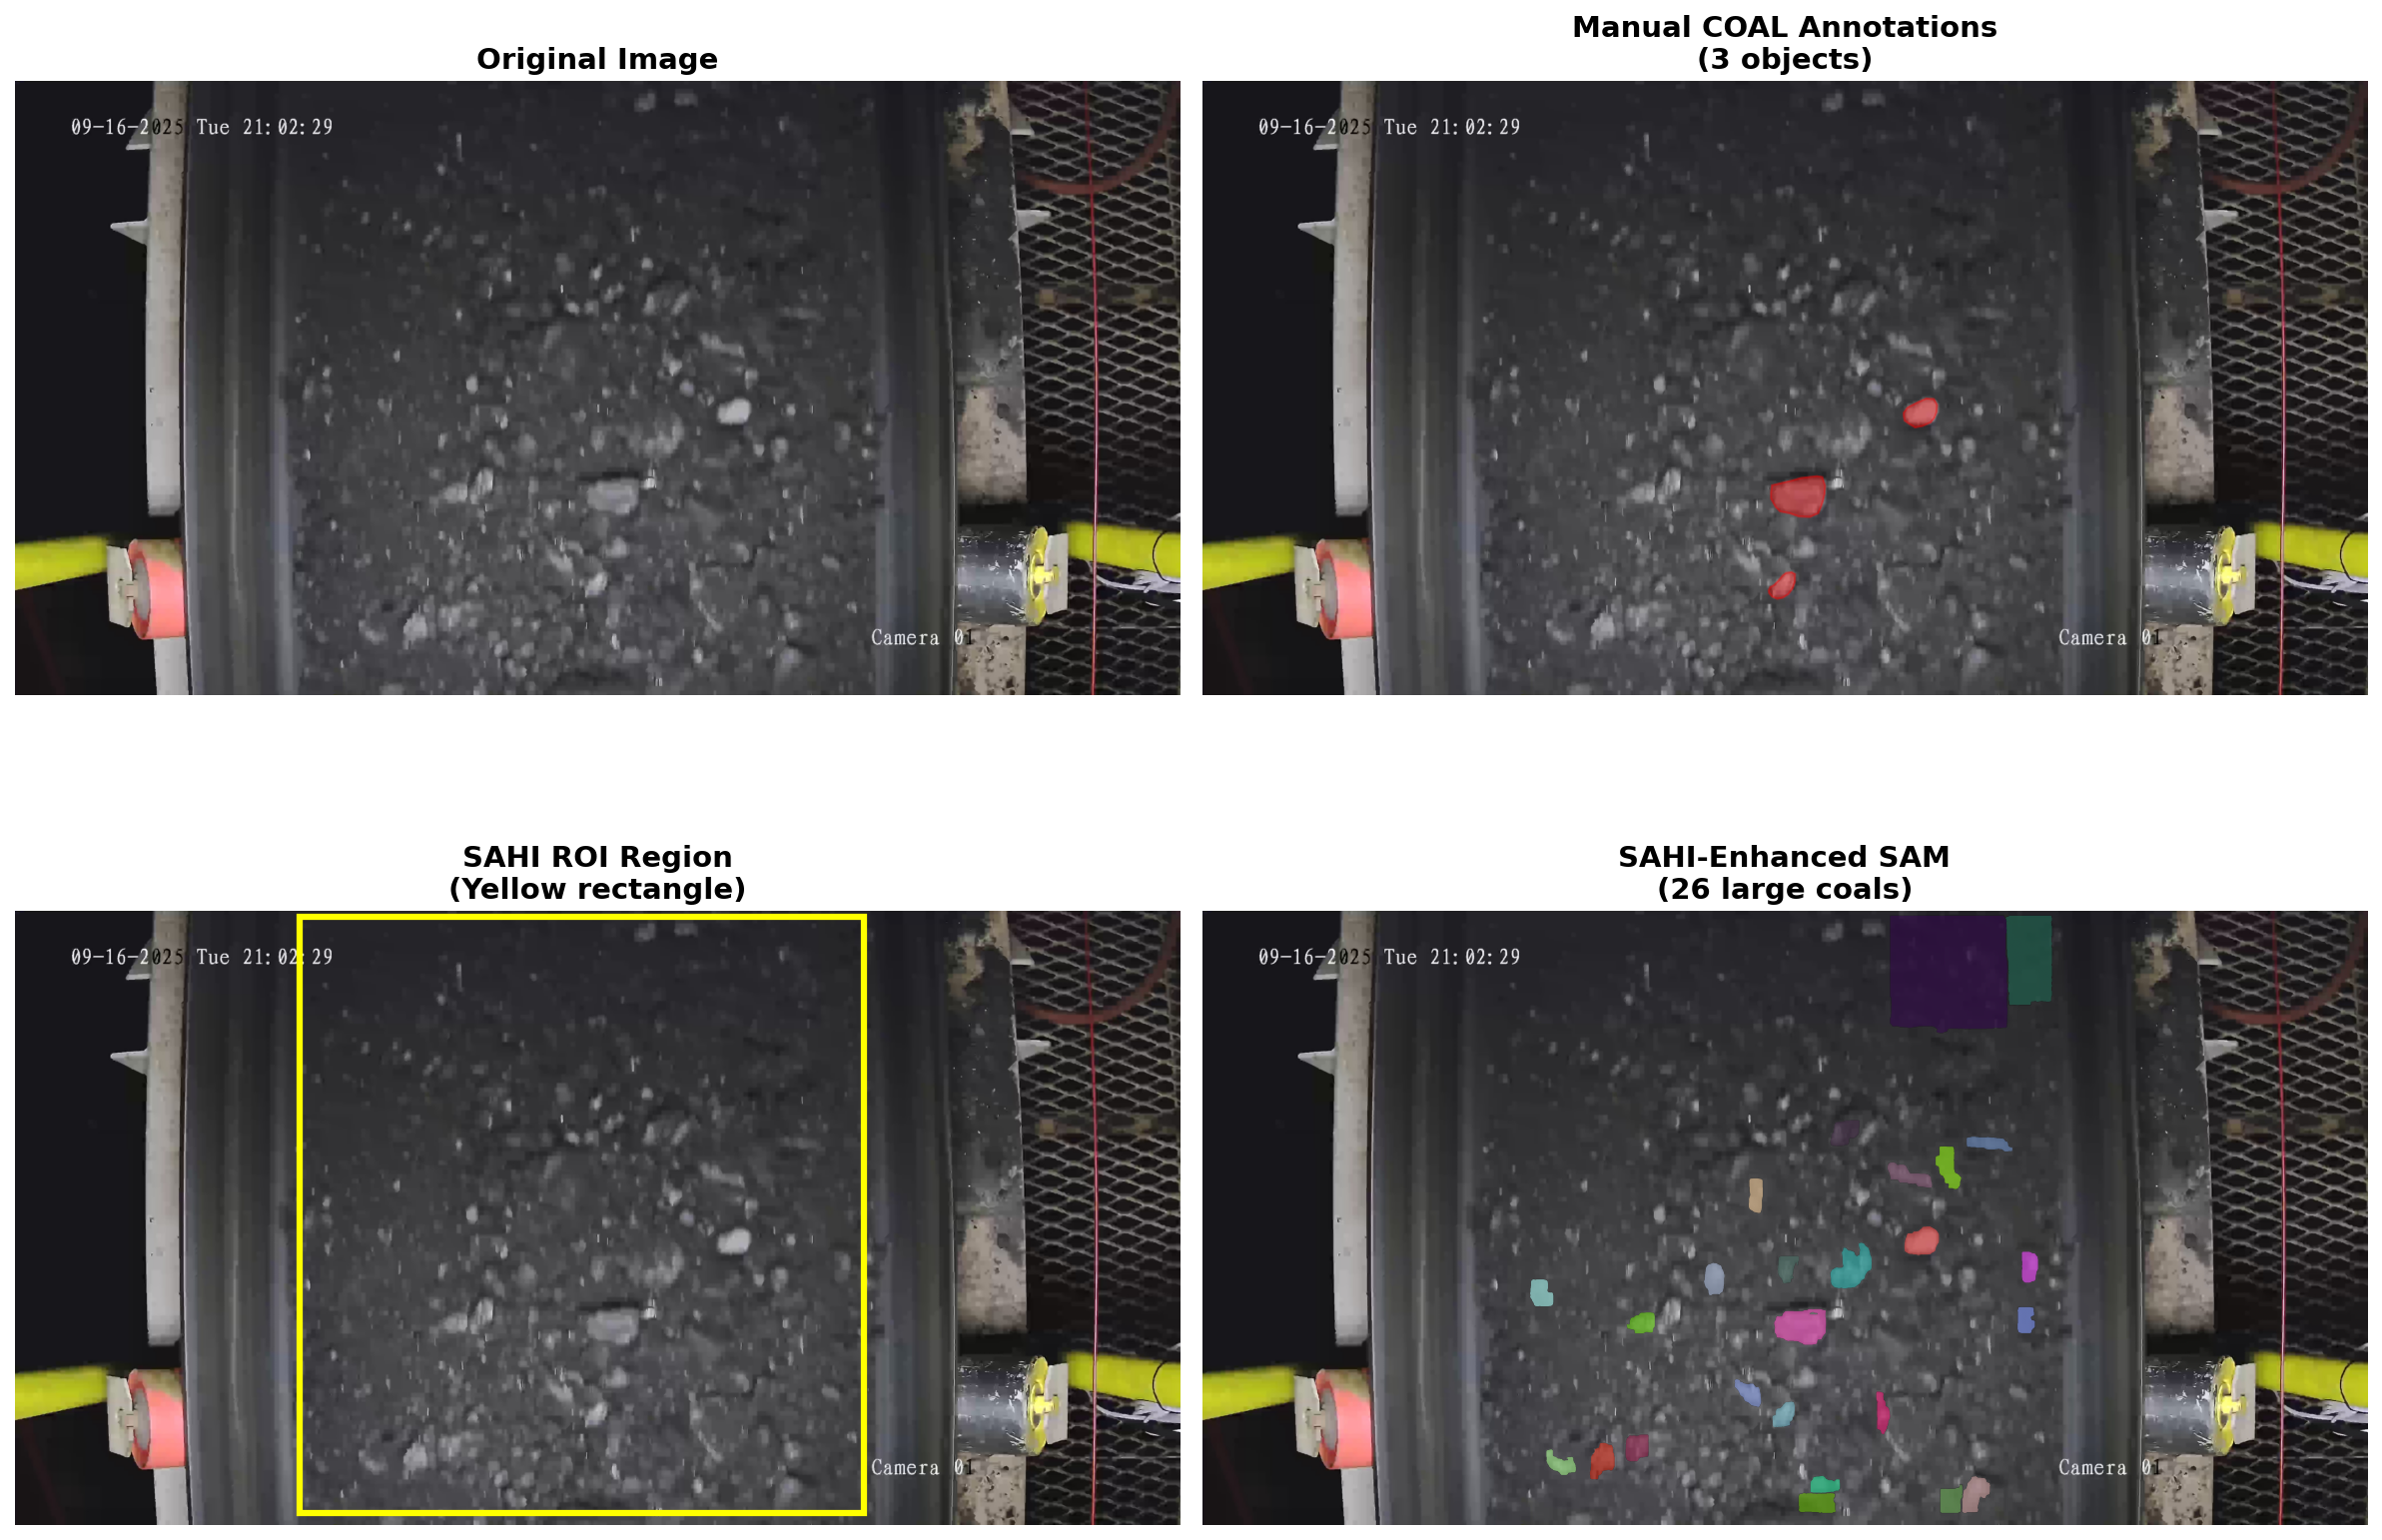 Original Image
09-16-2025 Tue 21:02:29
Camera 01
Manual COAL Annotations
(3 objects)
09-16-2025 Tue 21:02:29
Camera 01
SAHI ROI Region
(Yellow rectangle)
09-16-2025 Tue 21:02:29
Camera 01
SAHI-Enhanced SAM
(26 large coals)
09-16-2025 Tue 21:02:29
Camera 01